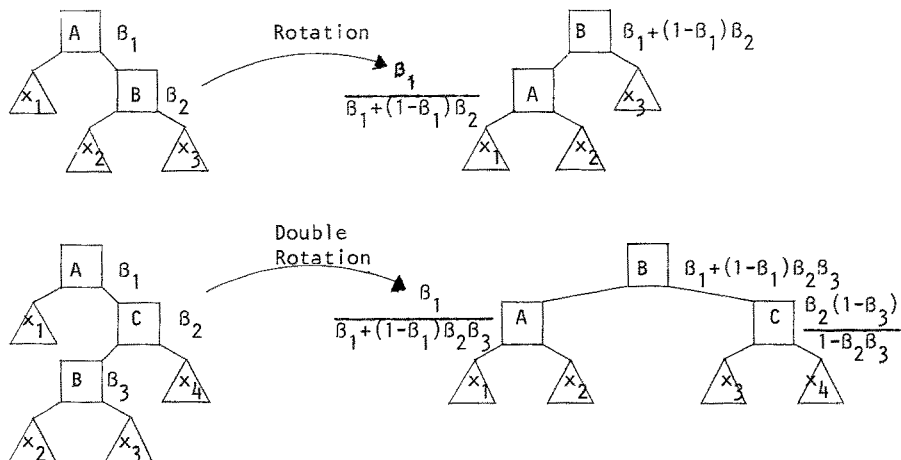 A β₁
x₁
B β₂
x₂ x₃
Rotation
B β₁+(1-β₁)β₂
β₁
β₁+(1-β₁)β₂
A
x₃
x₁ x₂
A β₁
x₁
C β₂
B β₃
x₄
x₂ x₃
Double
Rotation
B β₁+(1-β₁)β₂β₃
β₁
β₁+(1-β₁)β₂β₃
A
C
β₂(1-β₃)
1-β₂β₃
x₁ x₂ x₃ x₄